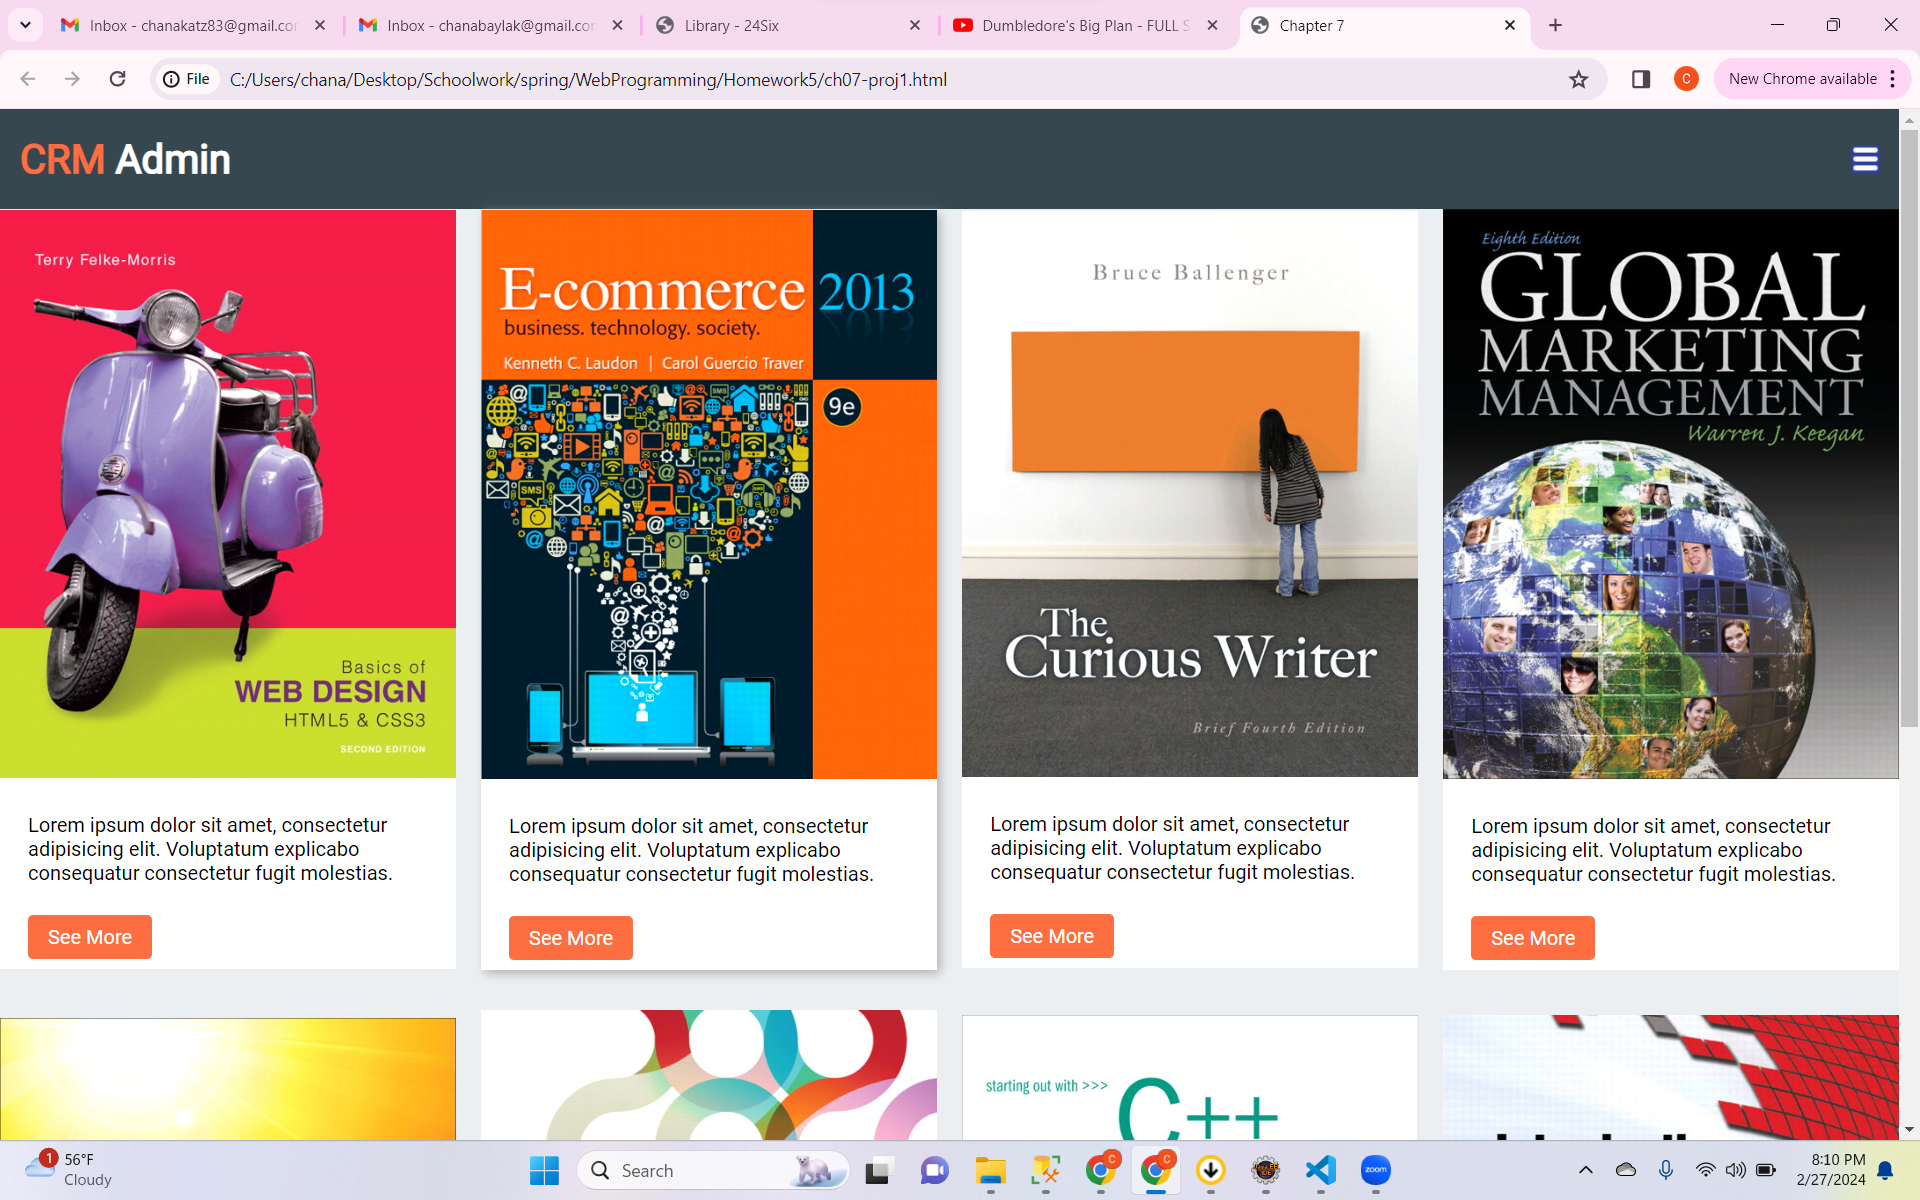 Inbox - chanakatz83@gmail.co
Inbox - chanabaylak@gmail.co
Library - 24Six
Dumbledore's Big Plan - FULL S
Chapter 7
File
C:/Users/chana/Desktop/Schoolwork/spring/WebProgramming/Homework5/ch07-proj1.html
C
New Chrome available
CRM Admin
Terry Felke-Morris
Basics of
WEB DESIGN
HTML5 & CSS3
SECOND EDITION
Lorem ipsum dolor sit amet, consectetur
adipisicing elit. Voluptatum explicabo
consequatur consectetur fugit molestias.
See More
E-commerce 2013
business. technology. society.
Kenneth C. Laudon | Carol Guercio Traver
9e
SMS
SMS
Lorem ipsum dolor sit amet, consectetur
adipisicing elit. Voluptatum explicabo
consequatur consectetur fugit molestias.
See More
Bruce Ballenger
The
Curious Writer
Brief Fourth Edition
Lorem ipsum dolor sit amet, consectetur
adipisicing elit. Voluptatum explicabo
consequatur consectetur fugit molestias.
See More
Eighth Edition
GLOBAL
MARKETING
MANAGEMENT
Warren J. Keegan
Lorem ipsum dolor sit amet, consectetur
adipisicing elit. Voluptatum explicabo
consequatur consectetur fugit molestias.
See More
starting out with >>>
C++
1
56°F
Cloudy
Search
C
C
zoom
8:10 PM
2/27/2024